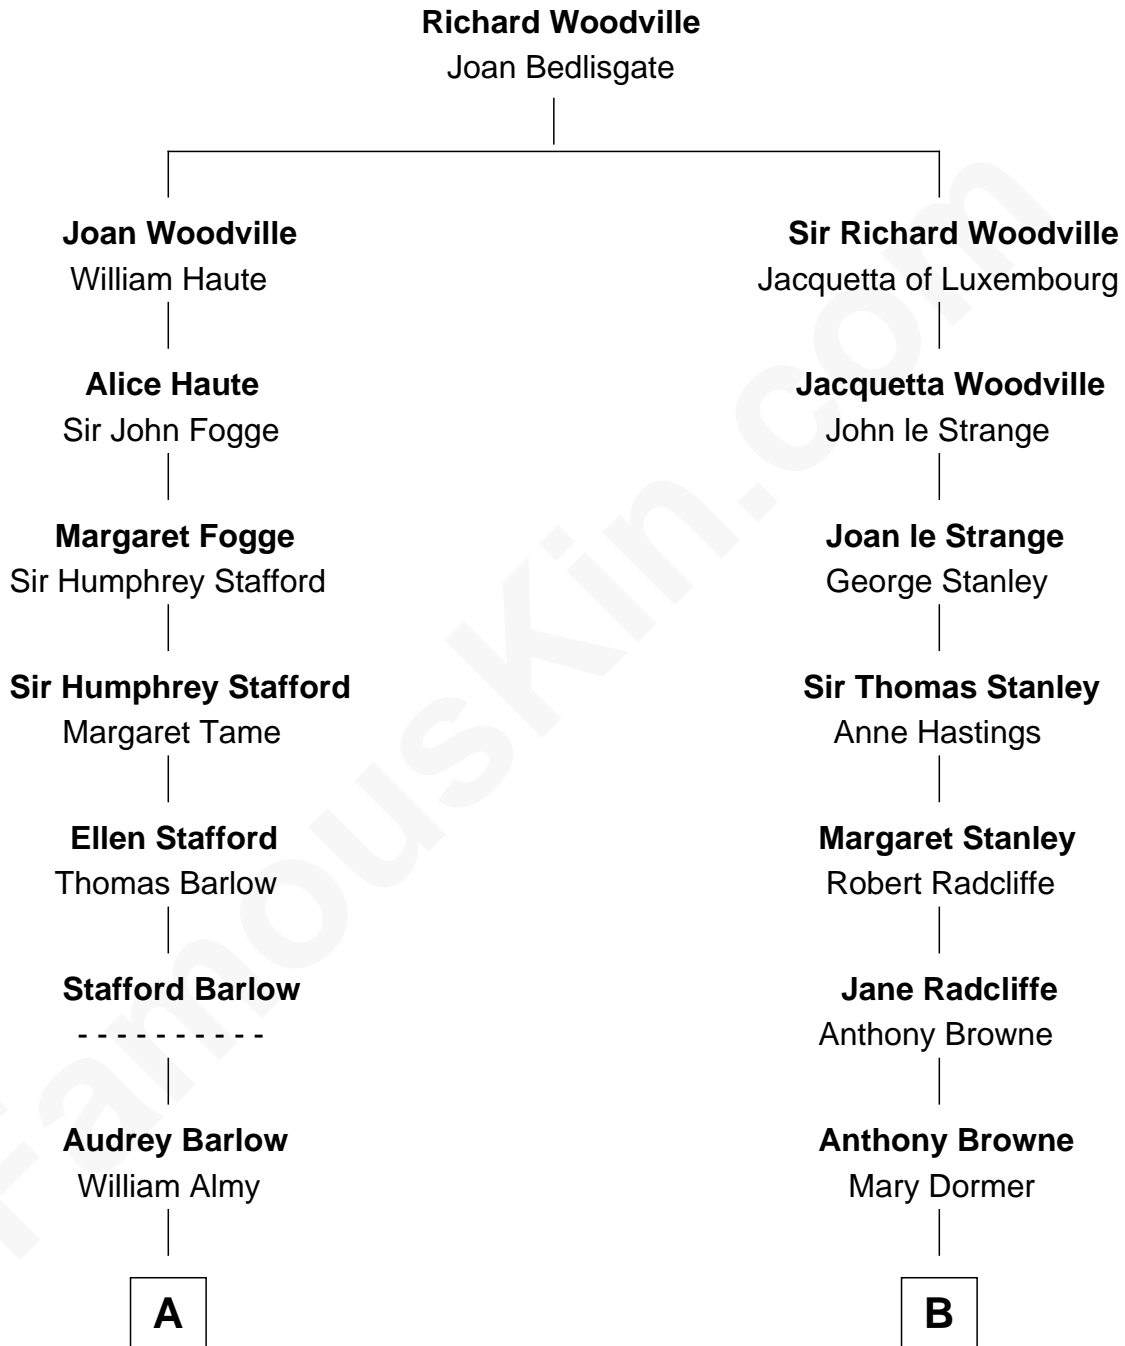 Richard Woodville
Joan Bedlisgate
Joan Woodville
William Haute
Alice Haute
Sir John Fogge
Margaret Fogge
Sir Humphrey Stafford
Sir Humphrey Stafford
Margaret Tame
Ellen Stafford
Thomas Barlow
Stafford Barlow
- - - - - - - - - -
Audrey Barlow
William Almy
A
Sir Richard Woodville
Jacquetta of Luxembourg
Jacquetta Woodville
John le Strange
Joan le Strange
George Stanley
Sir Thomas Stanley
Anne Hastings
Margaret Stanley
Robert Radcliffe
Jane Radcliffe
Anthony Browne
Anthony Browne
Mary Dormer
B
FamousKin.com